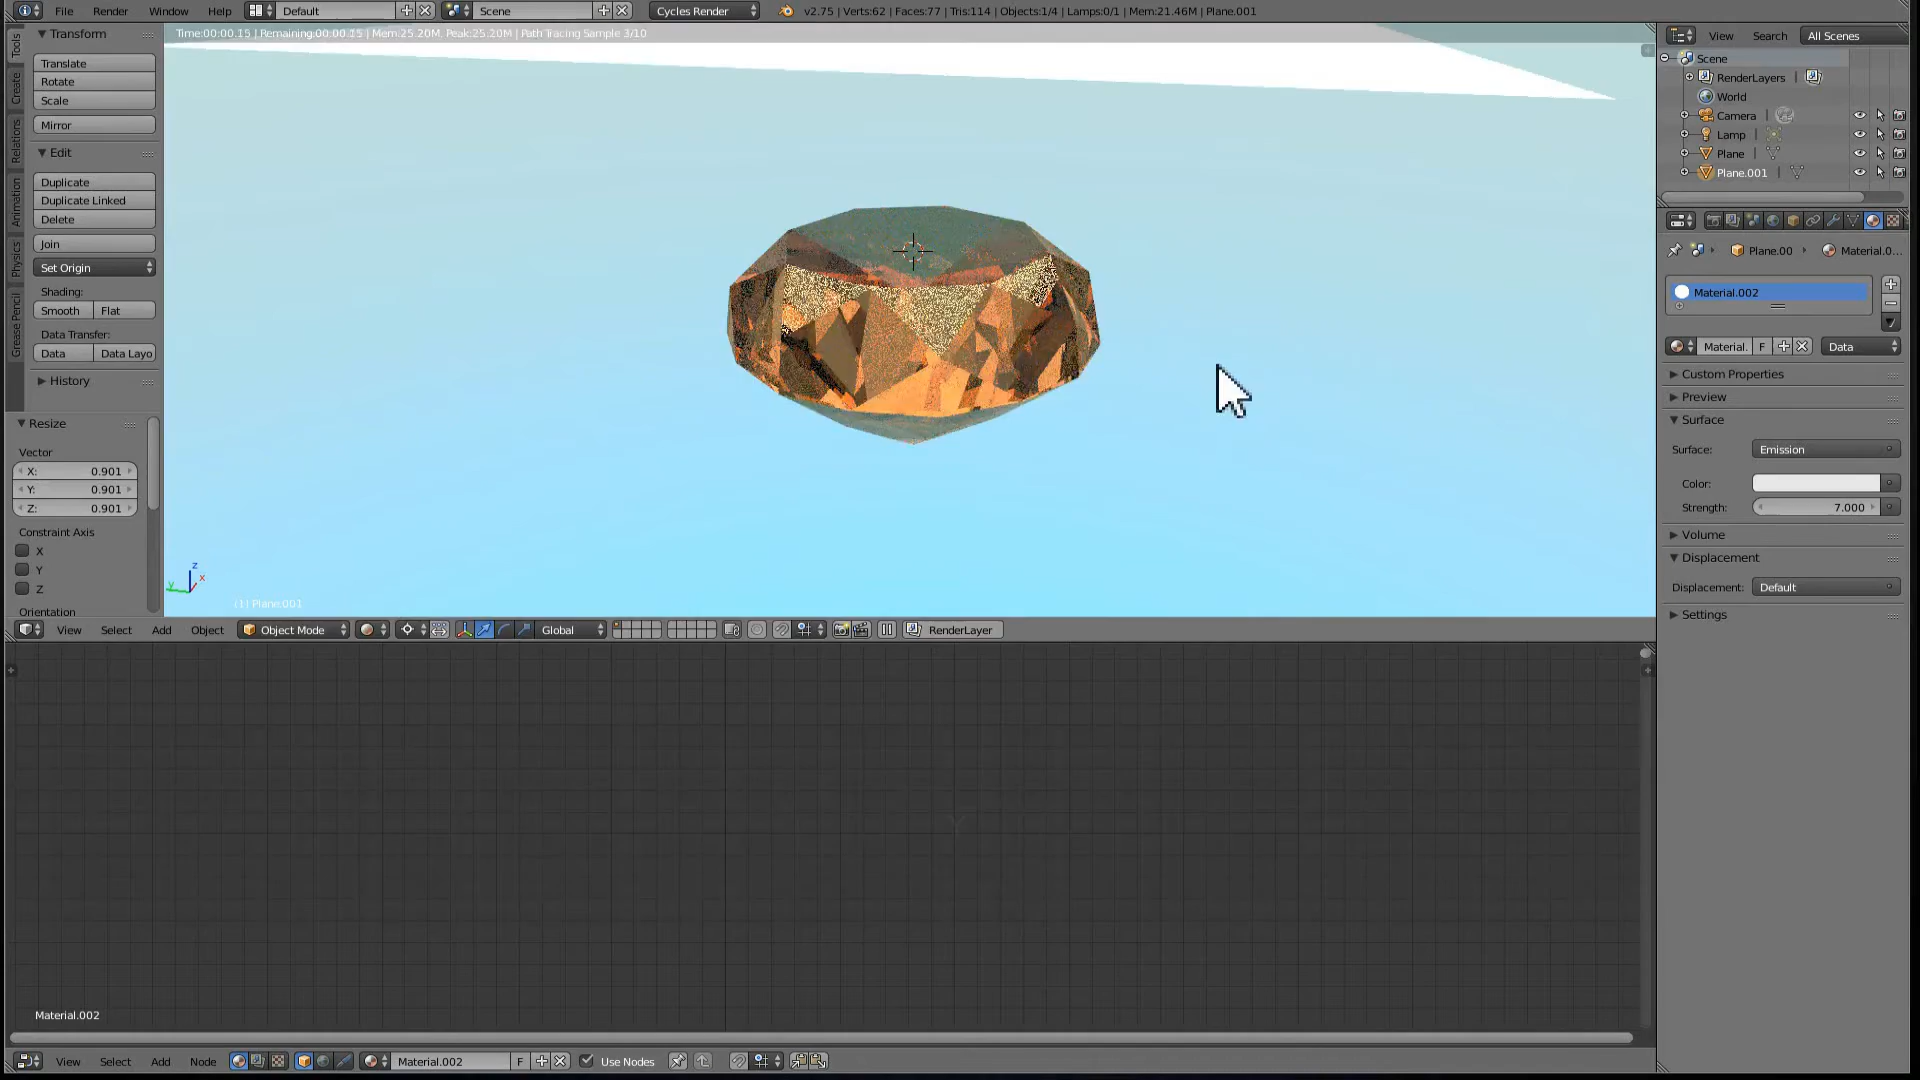 File Render Window Help Default Scene Cycles Render v2.75 | Verts:62 | Faces:77 | Tris:114 | Objects:1/4 | Lamps:0/1 | Mem:21.46M | Plane.001
Time:00:00.15 | Remaining:00:00.15 | Mem:25.20M, Peak:25.20M | Path Tracing Sample 3/10
Tools
Create
Relations
Animation
Physics
Grease Pencil
Transform
Translate
Rotate
Scale
Mirror
Edit
Duplicate
Duplicate Linked
Delete
Join
Set Origin
Shading:
Smooth Flat
Data Transfer:
Data Data Layo
History
Resize
Vector
X: 0.901
Y: 0.901
Z: 0.901
Constraint Axis
X
Y
Z
Orientation
z
x
y
(1) Plane.001
View Select Add Object Object Mode Global RenderLayer
Material.002
View Select Add Node Material.002 F Use Nodes
View Search All Scenes
Scene
RenderLayers |
World
Camera |
Lamp |
Plane |
Plane.001 |
Plane.00 Material.0...
Material.002
Material. F Data
Custom Properties
Preview
Surface
Surface: Emission
Color:
Strength: 7.000
Volume
Displacement
Displacement: Default
Settings